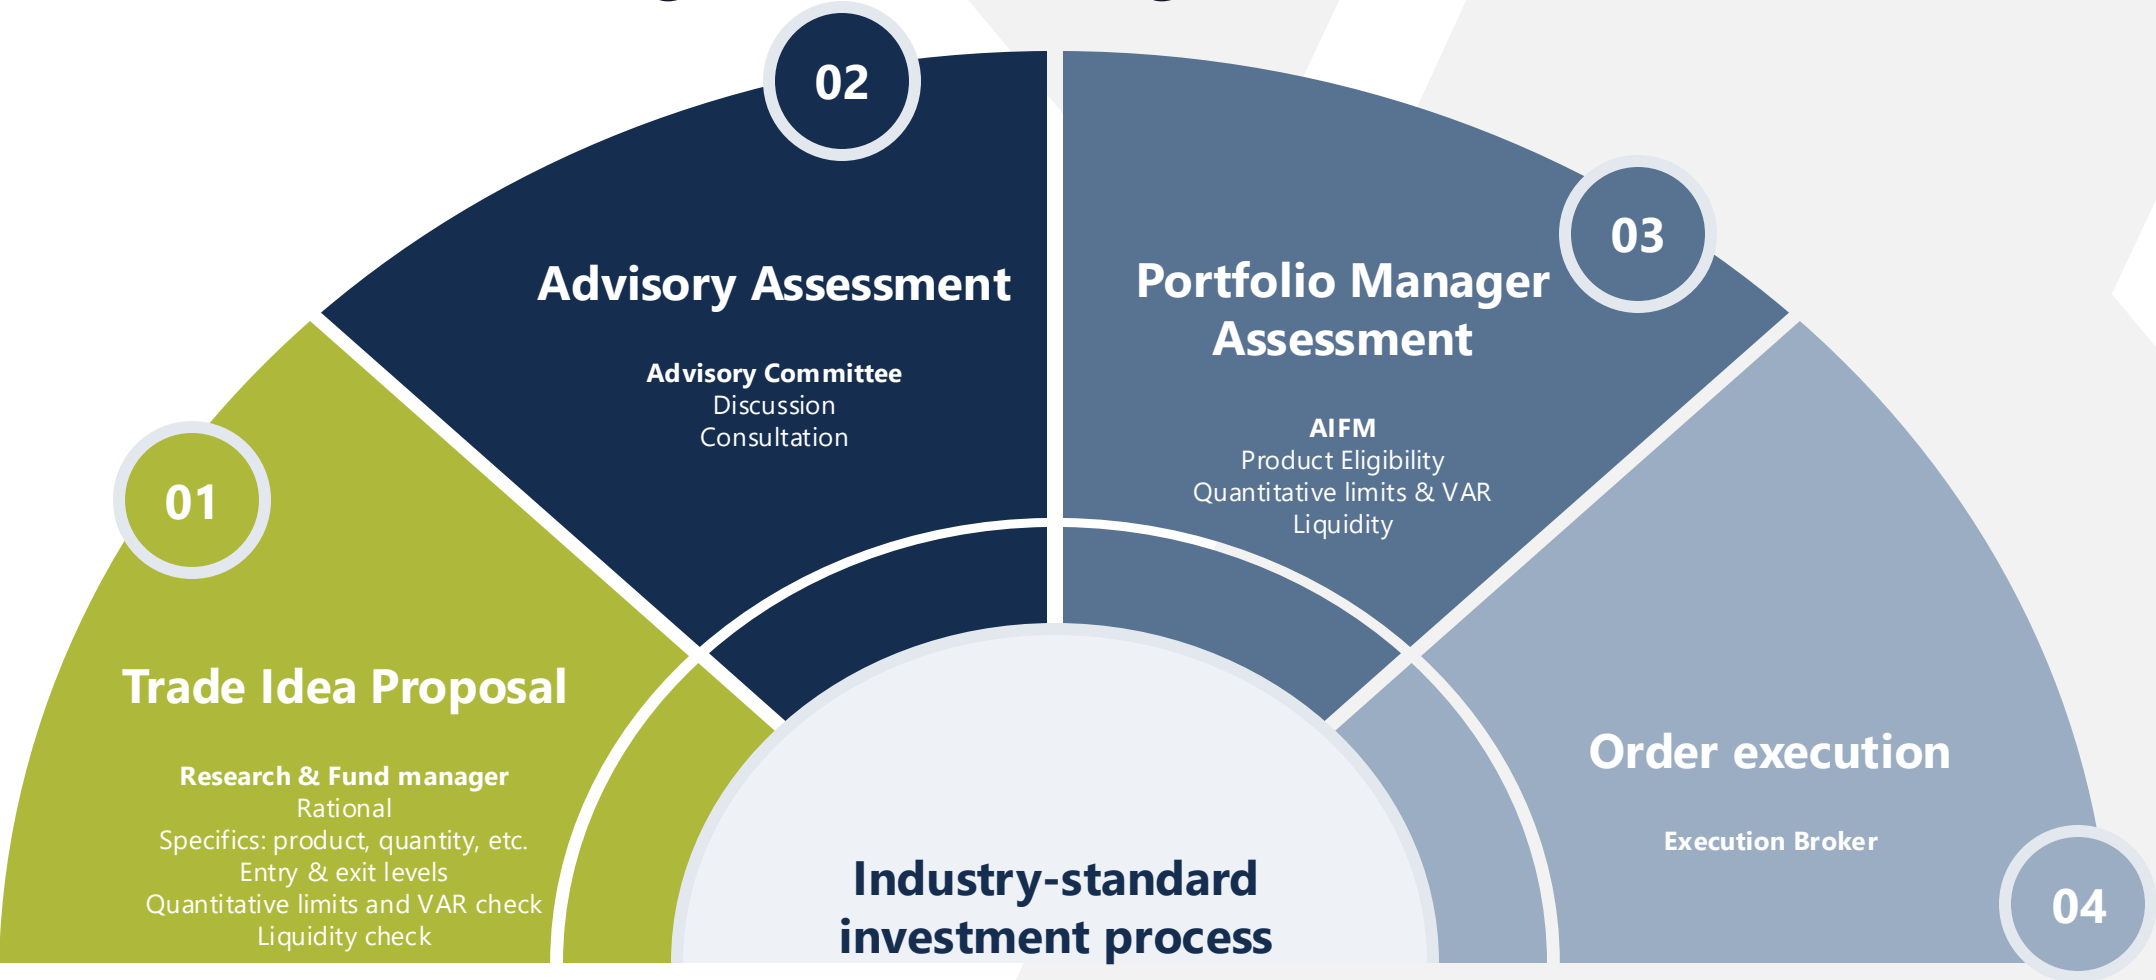 01
Trade Idea Proposal
Research & Fund manager
Rational
Specifics: product, quantity, etc.
Entry & exit levels
Quantitative limits and VAR check
Liquidity check
02
Advisory Assessment
Advisory Committee
Discussion
Consultation
03
Portfolio Manager
Assessment
AIFM
Product Eligibility
Quantitative limits & VAR
Liquidity
04
Order execution
Execution Broker
Industry-standard
investment process